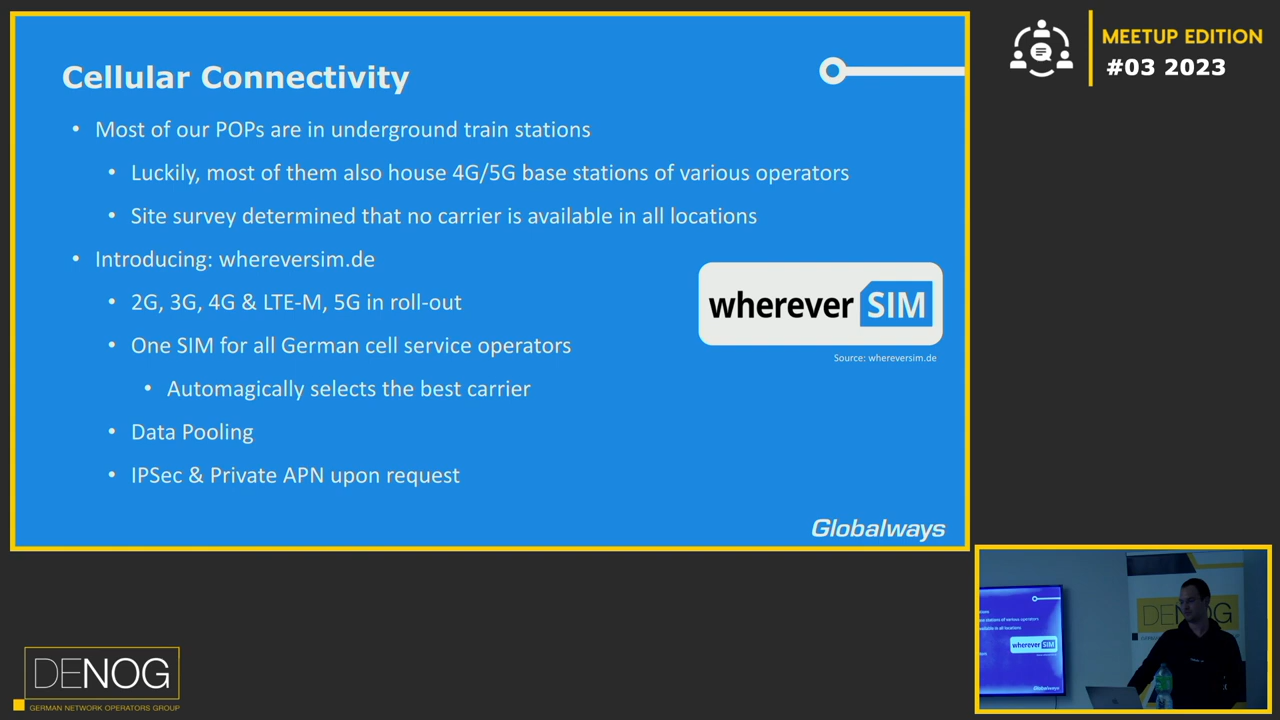 Cellular Connectivity
• Most of our POPs are in underground train stations
• Luckily, most of them also house 4G/5G base stations of various operators
• Site survey determined that no carrier is available in all locations
• Introducing: whereversim.de
• 2G, 3G, 4G & LTE-M, 5G in roll-out
• One SIM for all German cell service operators
• Automagically selects the best carrier
• Data Pooling
• IPSec & Private APN upon request
wherever SIM
Source: whereversim.de
Globalways
MEETUP EDITION
#03 2023
DENOG
GERMAN NETWORK OPERATORS GROUP
wherever SIM
Globalways
DENOG